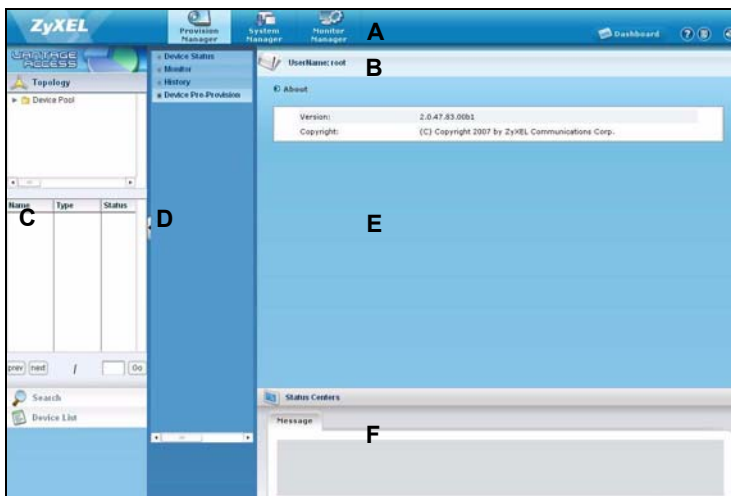 ZyXEL
Provision Manager
System Manager
Monitor Manager
A
Dashboard
VANTAGE ACCESS
Topology
Device Pool
Device Status
Monitor
History
Device Pre-Provision
UserName: root
B
About
Version: 2.0.47.83.00b1
Copyright: (C) Copyright 2007 by ZyXEL Communications Corp.
Name Type Status
C
D
E
prev next / Go
Search
Device List
Status Centers
Message
F